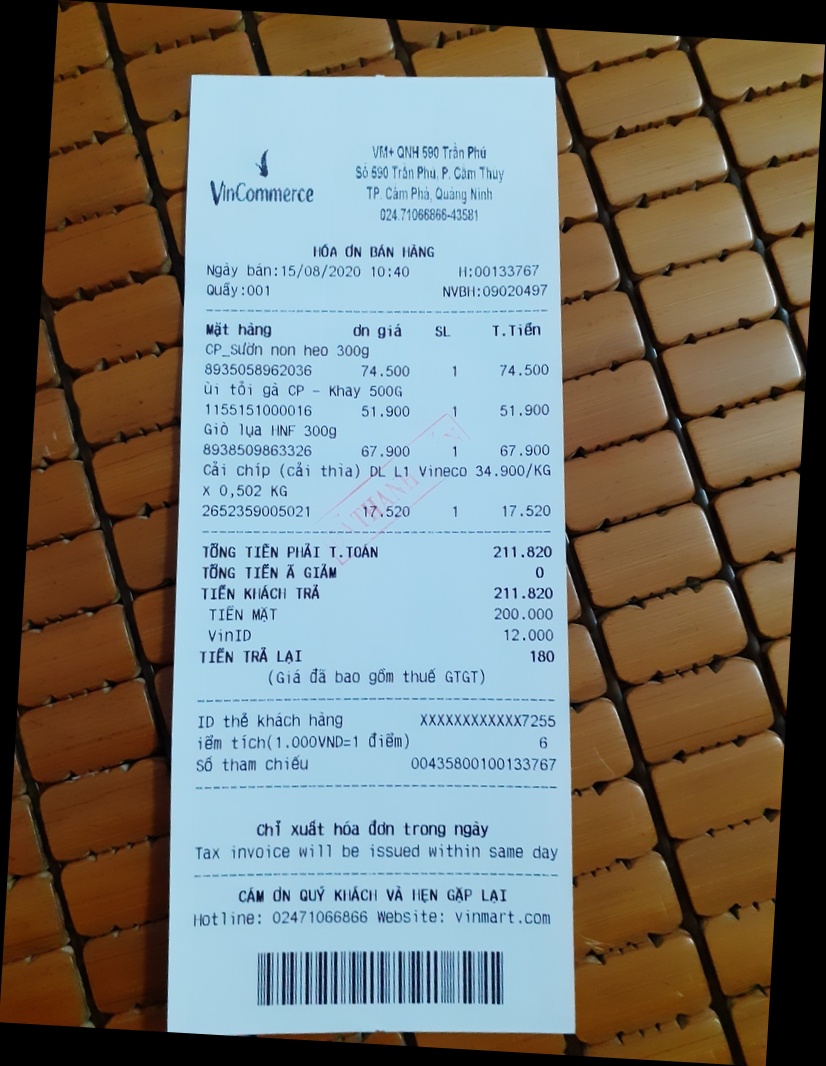 VinCommerce
VM+ QNH 590 Trần Phú
Số 590 Trần Phú, P. Cẩm Thủy
TP. Cẩm Phả, Quảng Ninh
024.71066866-43581
HÓA ƠN BÁN HÀNG
Ngày bán:15/08/2020 10:40 H:00133767
Quầy:001 NVBH:09020497
Mặt hàng ơn giá SL T.Tiền
CP_sườn non heo 300g
8935058962036 74.500 1 74.500
ùi tỏi gà CP - Khay 500G
1155151000016 51.900 1 51.900
Giò lụa HNF 300g
8938509863326 67.900 1 67.900
Cải chíp (cải thìa) DL L1 Vineco 34.900/KG
X 0,502 KG
2652359005021 17.520 1 17.520
THANH
TỔNG TIỀN PHẢI T.TOÁN 211.820
TỔNG TIỀN Ã GIẢM 0
TIỀN KHÁCH TRẢ 211.820
TIỀN MẶT 200.000
VinID 12.000
TIỀN TRẢ LẠI 180
(Giá đã bao gồm thuế GTGT)
ID thẻ khách hàng XXXXXXXXXXXX7255
iểm tích(1.000VND=1 điểm) 6
Số tham chiếu 00435800100133767
Chỉ xuất hóa đơn trong ngày
Tax invoice will be issued within same day
CẢM ƠN QUÝ KHÁCH VÀ HẸN GẶP LẠI
Hotline: 02471066866 Website: vinmart.com